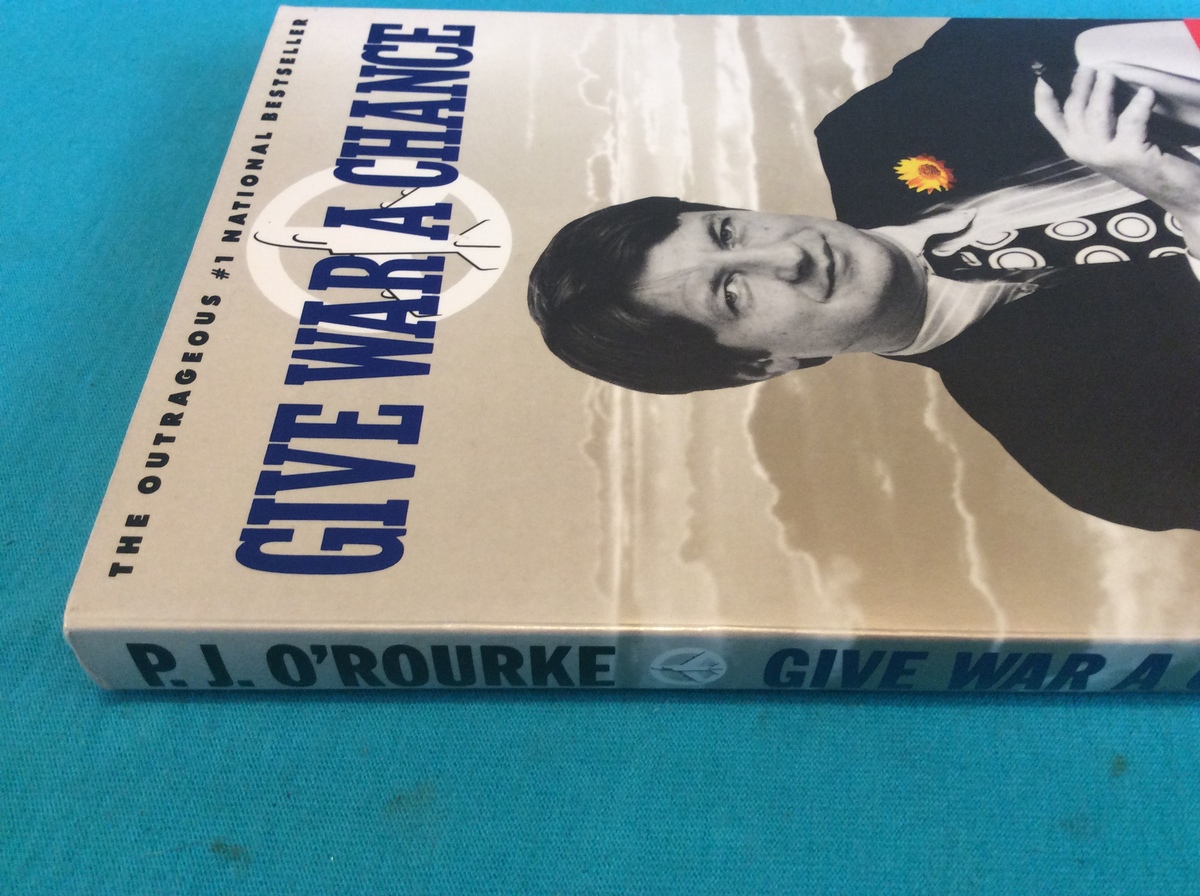 THE OUTRAGEOUS #1 NATIONAL BESTSELLER
GIVE WAR A CHANCE
P. J. O'ROURKE GIVE WAR A